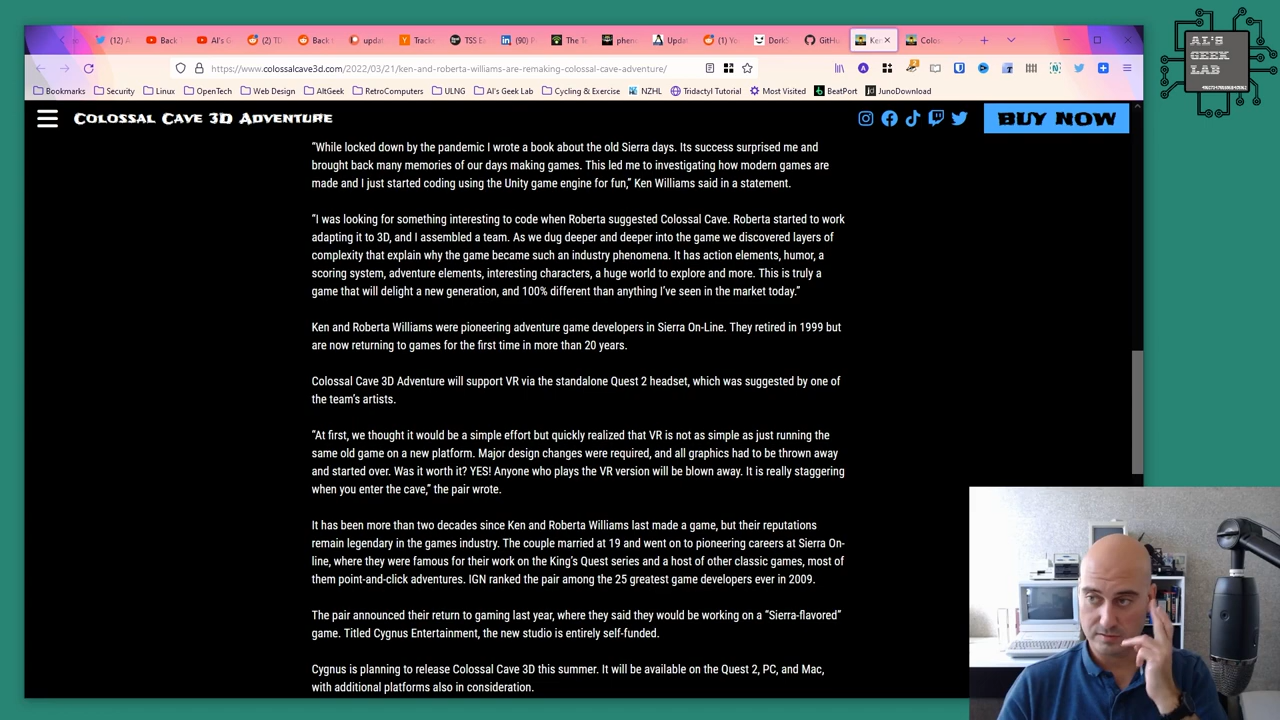 (12) A
Back
Al's G
(2) TD
Back t
updat
Track
TSS E
(90) P
The T
phene
Updat
(1) Yo
DorkS
GitHu
Ken
Colo
https://www.colossalcave3d.com/2022/03/21/ken-and-roberta-williams-are-remaking-colossal-cave-adventure/
Bookmarks
Security
Linux
OpenTech
Web Design
AltGeek
RetroComputers
ULNG
Al's Geek Lab
Cycling & Exercise
NZHL
Tridactyl Tutorial
Most Visited
BeatPort
JunoDownload
AL'S
GEEK
LAB
Colossal Cave 3D Adventure
BUY NOW
“While locked down by the pandemic I wrote a book about the old Sierra days. Its success surprised me and
brought back many memories of our days making games. This led me to investigating how modern games are
made and I just started coding using the Unity game engine for fun,” Ken Williams said in a statement.
“I was looking for something interesting to code when Roberta suggested Colossal Cave. Roberta started to work
adapting it to 3D, and I assembled a team. As we dug deeper and deeper into the game we discovered layers of
complexity that explain why the game became such an industry phenomena. It has action elements, humor, a
scoring system, adventure elements, interesting characters, a huge world to explore and more. This is truly a
game that will delight a new generation, and 100% different than anything I’ve seen in the market today.”
Ken and Roberta Williams were pioneering adventure game developers in Sierra On-Line. They retired in 1999 but
are now returning to games for the first time in more than 20 years.
Colossal Cave 3D Adventure will support VR via the standalone Quest 2 headset, which was suggested by one of
the team’s artists.
“At first, we thought it would be a simple effort but quickly realized that VR is not as simple as just running the
same old game on a new platform. Major design changes were required, and all graphics had to be thrown away
and started over. Was it worth it? YES! Anyone who plays the VR version will be blown away. It is really staggering
when you enter the cave,” the pair wrote.
It has been more than two decades since Ken and Roberta Williams last made a game, but their reputations
remain legendary in the games industry. The couple married at 19 and went on to pioneering careers at Sierra On-
line, where they were famous for their work on the King’s Quest series and a host of other classic games, most of
them point-and-click adventures. IGN ranked the pair among the 25 greatest game developers ever in 2009.
The pair announced their return to gaming last year, where they said they would be working on a “Sierra-flavored”
game. Titled Cygnus Entertainment, the new studio is entirely self-funded.
Cygnus is planning to release Colossal Cave 3D this summer. It will be available on the Quest 2, PC, and Mac,
with additional platforms also in consideration.